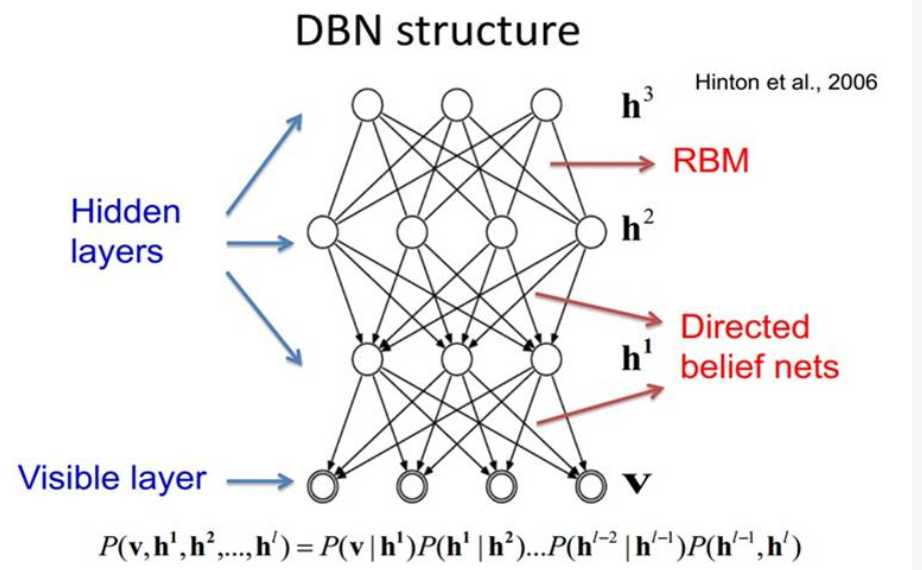 DBN structure
Hinton et al., 2006
h³
RBM
Hidden
layers
h²
Directed
belief nets
h¹
Visible layer
v
P(v,h¹,h²,...,hˡ) = P(v|h¹)P(h¹|h²)...P(hˡ⁻²|hˡ⁻¹)P(hˡ⁻¹,hˡ)